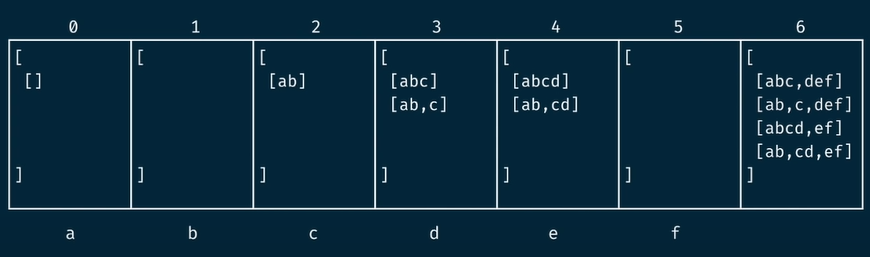 0 1 2 3 4 5 6
[ [ [ [ [ [ [
[] [ab] [abc] [abcd] [abc,def]
[ab,c] [ab,cd] [ab,c,def]
[abcd,ef]
[ab,cd,ef]
] ] ] ] ] ] ]
a b c d e f